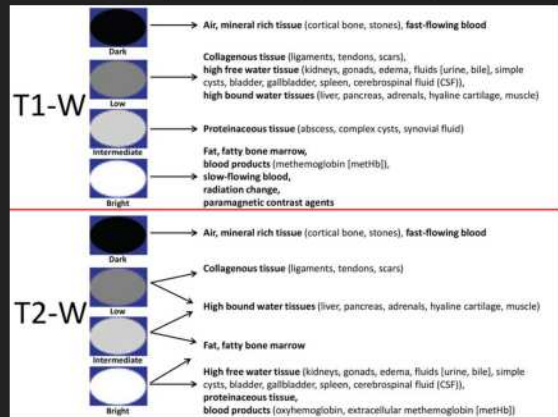 T1-W
Dark
Air, mineral rich tissue (cortical bone, stones), fast-flowing blood
Low
Collagenous tissue (ligaments, tendons, scars),
high free water tissue (kidneys, gonads, edema, fluids [urine, bile], simple
cysts, bladder, gallbladder, spleen, cerebrospinal fluid (CSF)),
high bound water tissues (liver, pancreas, adrenals, hyaline cartilage, muscle)
Intermediate
Proteinaceous tissue (abscess, complex cysts, synovial fluid)
Bright
Fat, fatty bone marrow,
blood products (methemoglobin [metHb]),
slow-flowing blood,
radiation change,
paramagnetic contrast agents
T2-W
Dark
Air, mineral rich tissue (cortical bone, stones), fast-flowing blood
Low
Collagenous tissue (ligaments, tendons, scars)
High bound water tissues (liver, pancreas, adrenals, hyaline cartilage, muscle)
Intermediate
Fat, fatty bone marrow
Bright
High free water tissue (kidneys, gonads, edema, fluids [urine, bile], simple
cysts, bladder, gallbladder, spleen, cerebrospinal fluid (CSF)),
proteinaceous tissue,
blood products (oxyhemoglobin, extracellular methemoglobin [metHb])